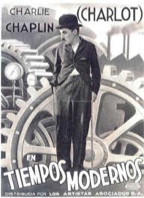 CHARLIE (CHARLOT)
CHAPLIN
EN
TIEMPOS MODERNOS
DISTRIBUIDA POR LOS ARTISTAS ASOCIADOS S.A.